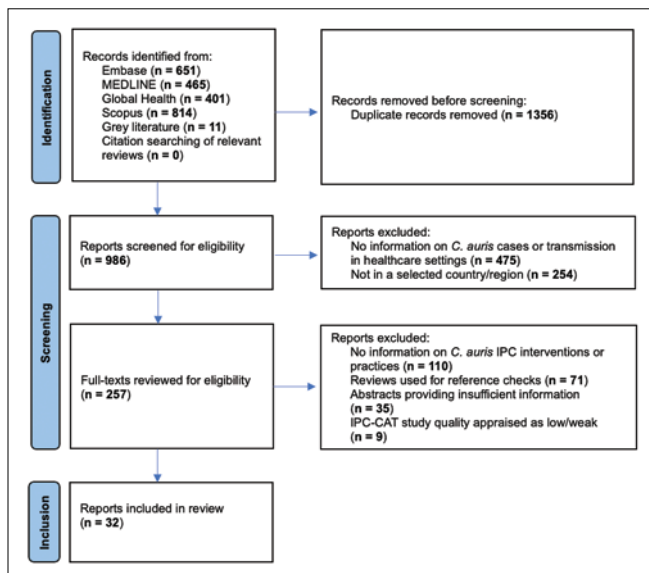 Identification
Records identified from:
Embase (n = 651)
MEDLINE (n = 465)
Global Health (n = 401)
Scopus (n = 814)
Grey literature (n = 11)
Citation searching of relevant
reviews (n = 0)
Records removed before screening:
Duplicate records removed (n = 1356)
Screening
Reports screened for eligibility
(n = 986)
Reports excluded:
No information on C. auris cases or transmission
in healthcare settings (n = 475)
Not in a selected country/region (n = 254)
Full-texts reviewed for eligibility
(n = 257)
Reports excluded:
No information on C. auris IPC interventions or
practices (n = 110)
Reviews used for reference checks (n = 71)
Abstracts providing insufficient information
(n = 35)
IPC-CAT study quality appraised as low/weak
(n = 9)
Inclusion
Reports included in review
(n = 32)